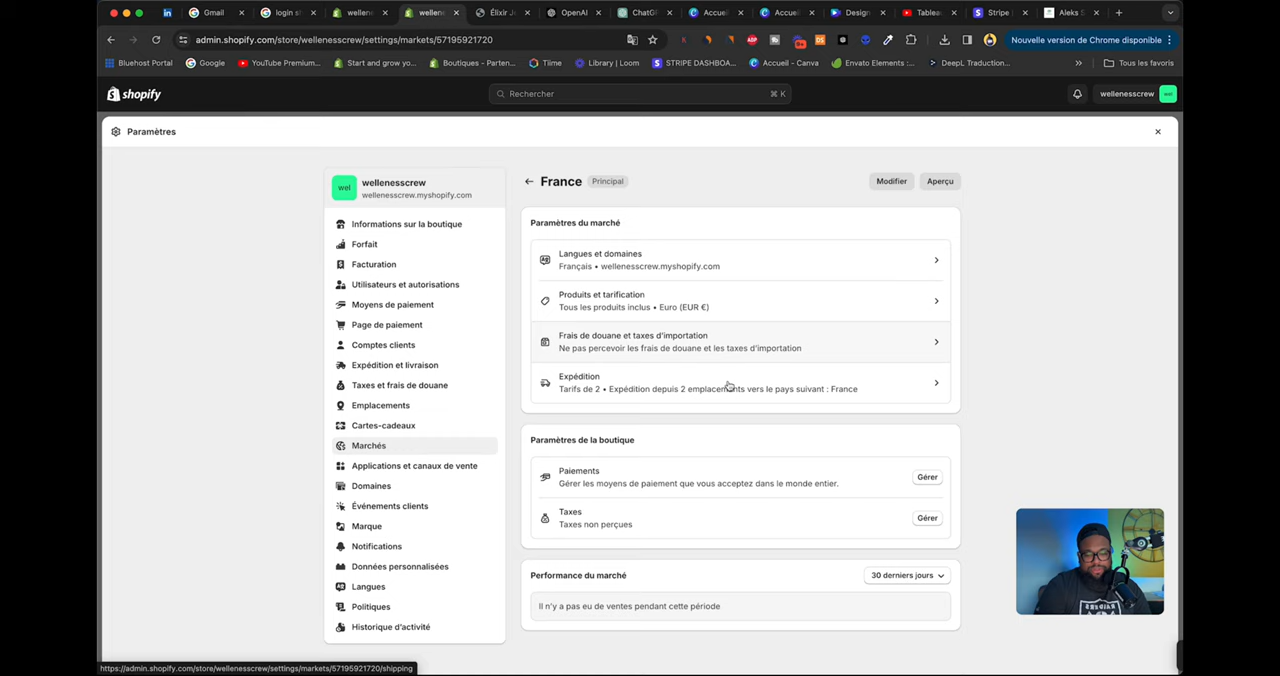 Gmail
login s
wellene
wellene
Élixir J
OpenAI
ChatG
Accuei
Accuei
Design
Tablea
Stripe
Aleks S
admin.shopify.com/store/wellenesscrew/settings/markets/57195921720
Nouvelle version de Chrome disponible
Bluehost Portal
Google
YouTube Premium...
Start and grow yo...
Boutiques - Parten...
Tiime
Library | Loom
STRIPE DASHBOA...
Accueil - Canva
Envato Elements :...
DeepL Traduction...
Tous les favoris
shopify
Rechercher
⌘ K
wellenesscrew
wel
Paramètres
wel
wellenesscrew
wellenesscrew.myshopify.com
Informations sur la boutique
Forfait
Facturation
Utilisateurs et autorisations
Moyens de paiement
Page de paiement
Comptes clients
Expédition et livraison
Taxes et frais de douane
Emplacements
Cartes-cadeaux
Marchés
Applications et canaux de vente
Domaines
Événements clients
Marque
Notifications
Données personnalisées
Langues
Politiques
Historique d'activité
France
Principal
Modifier
Aperçu
Paramètres du marché
Langues et domaines
Français • wellenesscrew.myshopify.com
Produits et tarification
Tous les produits inclus • Euro (EUR €)
Frais de douane et taxes d'importation
Ne pas percevoir les frais de douane et les taxes d'importation
Expédition
Tarifs de 2 • Expédition depuis 2 emplacements vers le pays suivant : France
Paramètres de la boutique
Paiements
Gérer les moyens de paiement que vous acceptez dans le monde entier.
Gérer
Taxes
Taxes non perçues
Gérer
Performance du marché
30 derniers jours
Il n'y a pas eu de ventes pendant cette période
RAIDERS
https://admin.shopify.com/store/wellenesscrew/settings/markets/57195921720/shipping